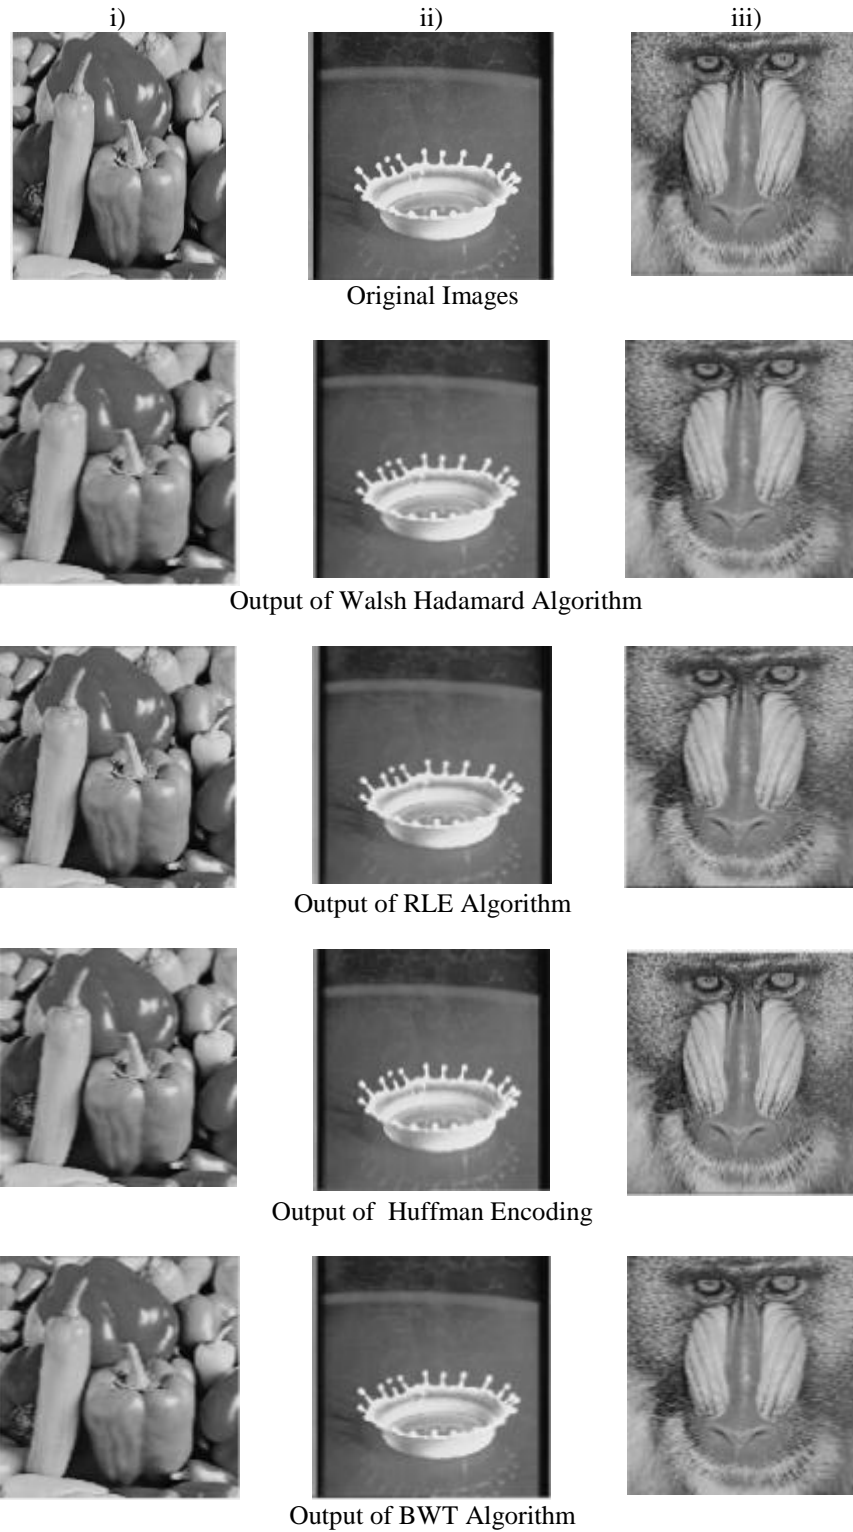 i) ii) iii)
Original Images
Output of Walsh Hadamard Algorithm
Output of RLE Algorithm
Output of  Huffman Encoding
Output of BWT Algorithm